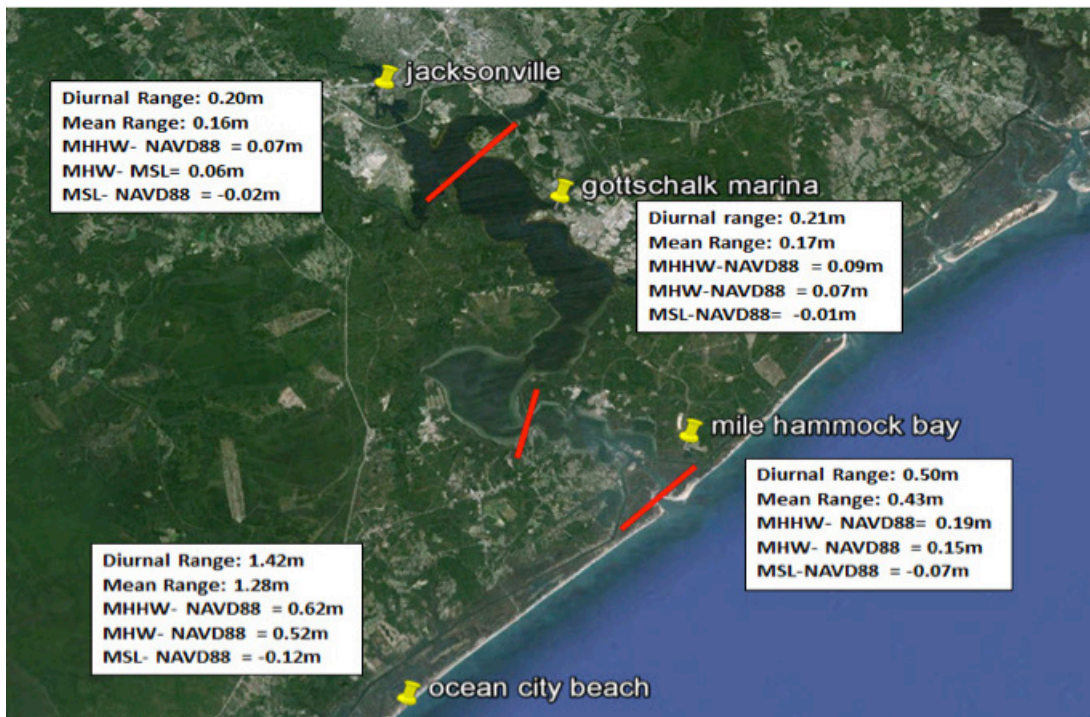 jacksonville
Diurnal Range: 0.20m
Mean Range: 0.16m
MHHW- NAVD88 = 0.07m
MHW- MSL= 0.06m
MSL- NAVD88 = -0.02m
gottschalk marina
Diurnal range: 0.21m
Mean Range: 0.17m
MHHW-NAVD88 = 0.09m
MHW-NAVD88 = 0.07m
MSL-NAVD88= -0.01m
mile hammock bay
Diurnal Range: 0.50m
Mean Range: 0.43m
MHHW- NAVD88= 0.19m
MHW- NAVD88 = 0.15m
MSL-NAVD88 = -0.07m
Diurnal Range: 1.42m
Mean Range: 1.28m
MHHW- NAVD88 = 0.62m
MHW- NAVD88 = 0.52m
MSL- NAVD88 = -0.12m
ocean city beach